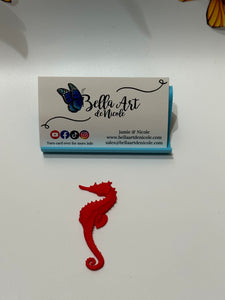 Bella Art
de Nicole
Jamie & Nicole
www.bellaartdenicole.com
Turn card over for more info
sales@bellaartdenicole.com